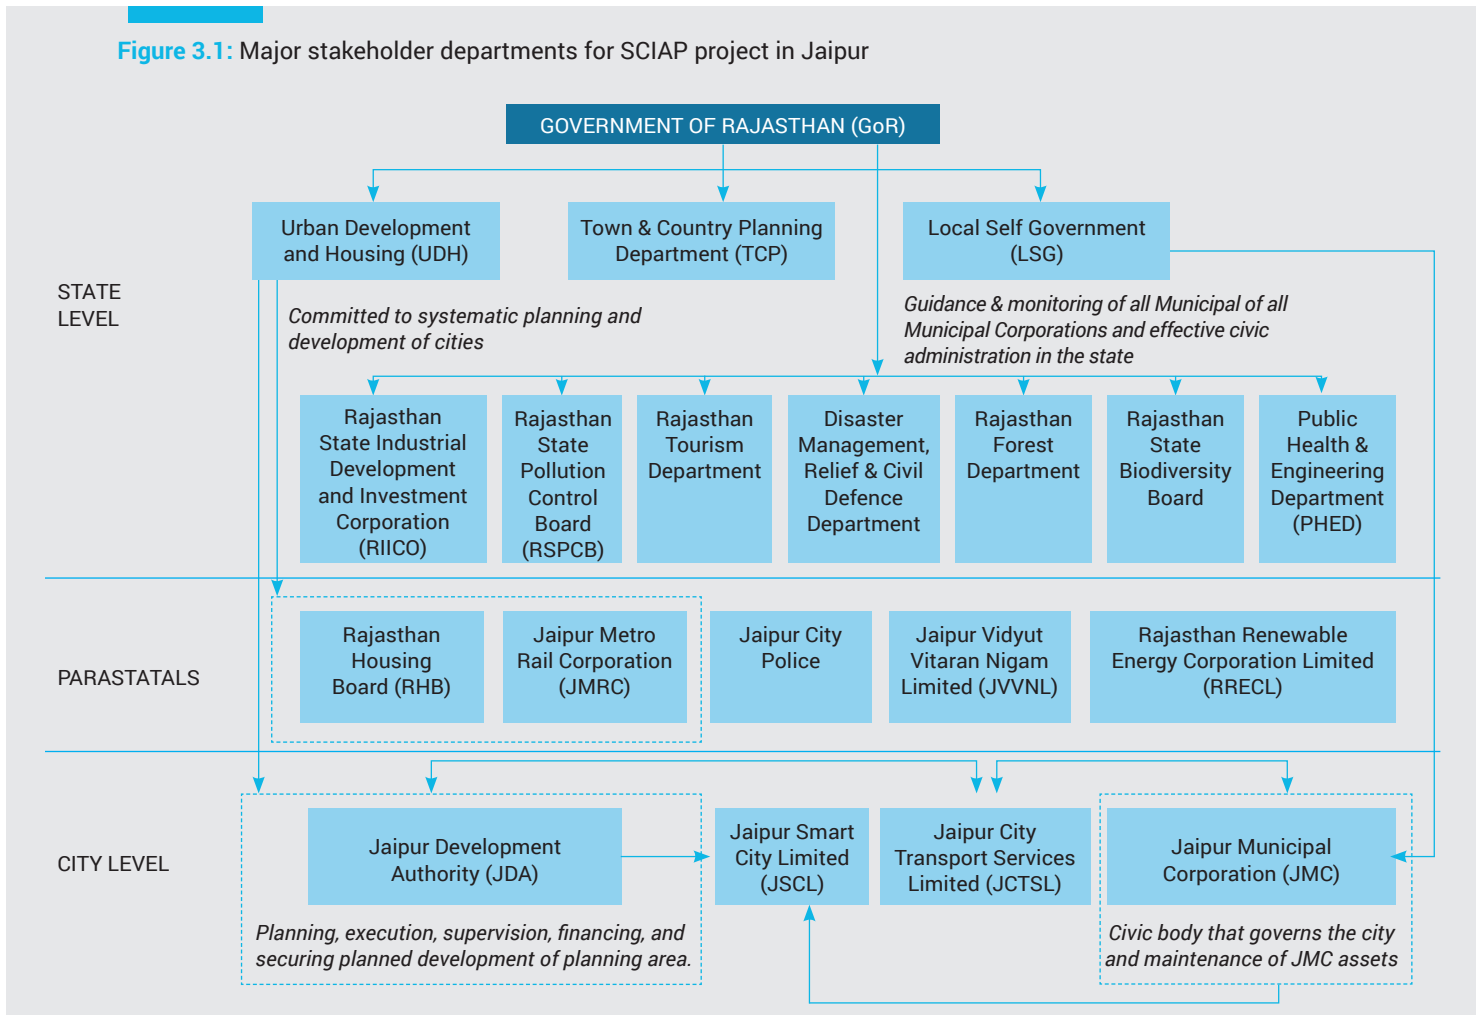 Figure 3.1: Major stakeholder departments for SCIAP project in Jaipur
GOVERNMENT OF RAJASTHAN (GoR)
Urban Development
and Housing (UDH)
Town & Country Planning
Department (TCP)
Local Self Government
(LSG)
STATE
LEVEL
Committed to systematic planning and
development of cities
Guidance & monitoring of all Municipal of all
Municipal Corporations and effective civic
administration in the state
Rajasthan
State Industrial
Development
and Investment
Corporation
(RIICO)
Rajasthan
State
Pollution
Control
Board
(RSPCB)
Rajasthan
Tourism
Department
Disaster
Management,
Relief & Civil
Defence
Department
Rajasthan
Forest
Department
Rajasthan
State
Biodiversity
Board
Public
Health &
Engineering
Department
(PHED)
PARASTATALS
Rajasthan
Housing
Board (RHB)
Jaipur Metro
Rail Corporation
(JMRC)
Jaipur City
Police
Jaipur Vidyut
Vitaran Nigam
Limited (JVVNL)
Rajasthan Renewable
Energy Corporation Limited
(RRECL)
CITY LEVEL
Jaipur Development
Authority (JDA)
Jaipur Smart
City Limited
(JSCL)
Jaipur City
Transport Services
Limited (JCTSL)
Jaipur Municipal
Corporation (JMC)
Planning, execution, supervision, financing, and
securing planned development of planning area.
Civic body that governs the city
and maintenance of JMC assets